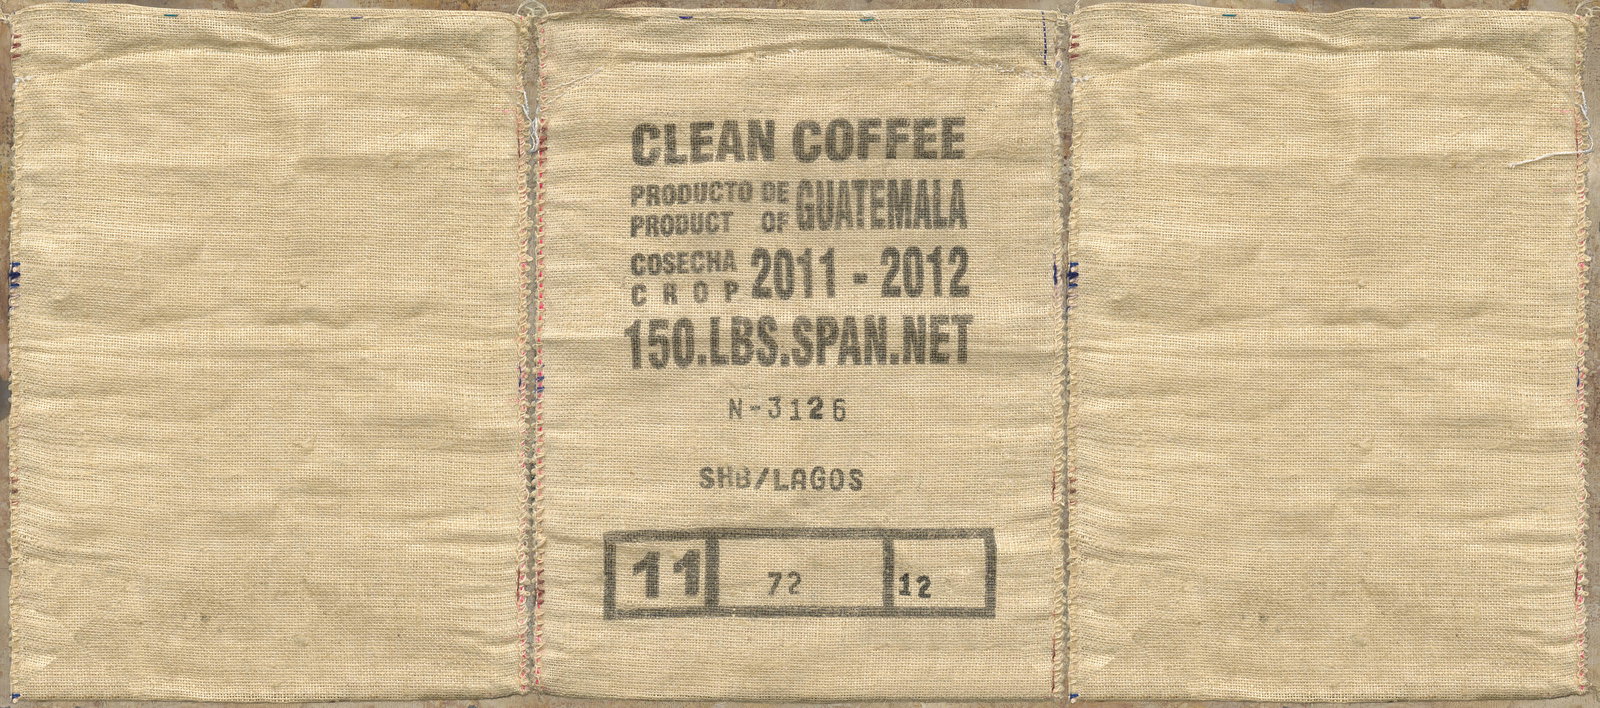 CLEAN COFFEE
PRODUCTO DE GUATEMALA
PRODUCT OF
COSECHA 2011 - 2012
CROP
150.LBS.SPAN.NET
N-3126
SHB/LAGOS
11 72 12